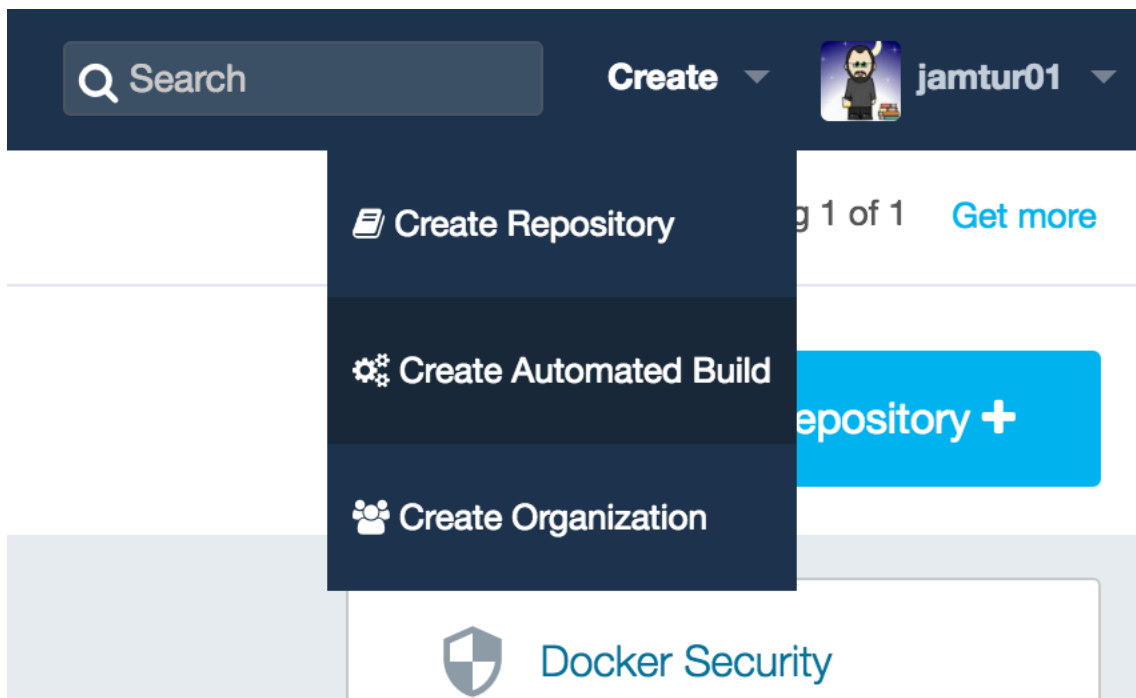 Search
Create
jamtur01
Create Repository
g 1 of 1
Get more
Create Automated Build
epository +
Create Organization
Docker Security